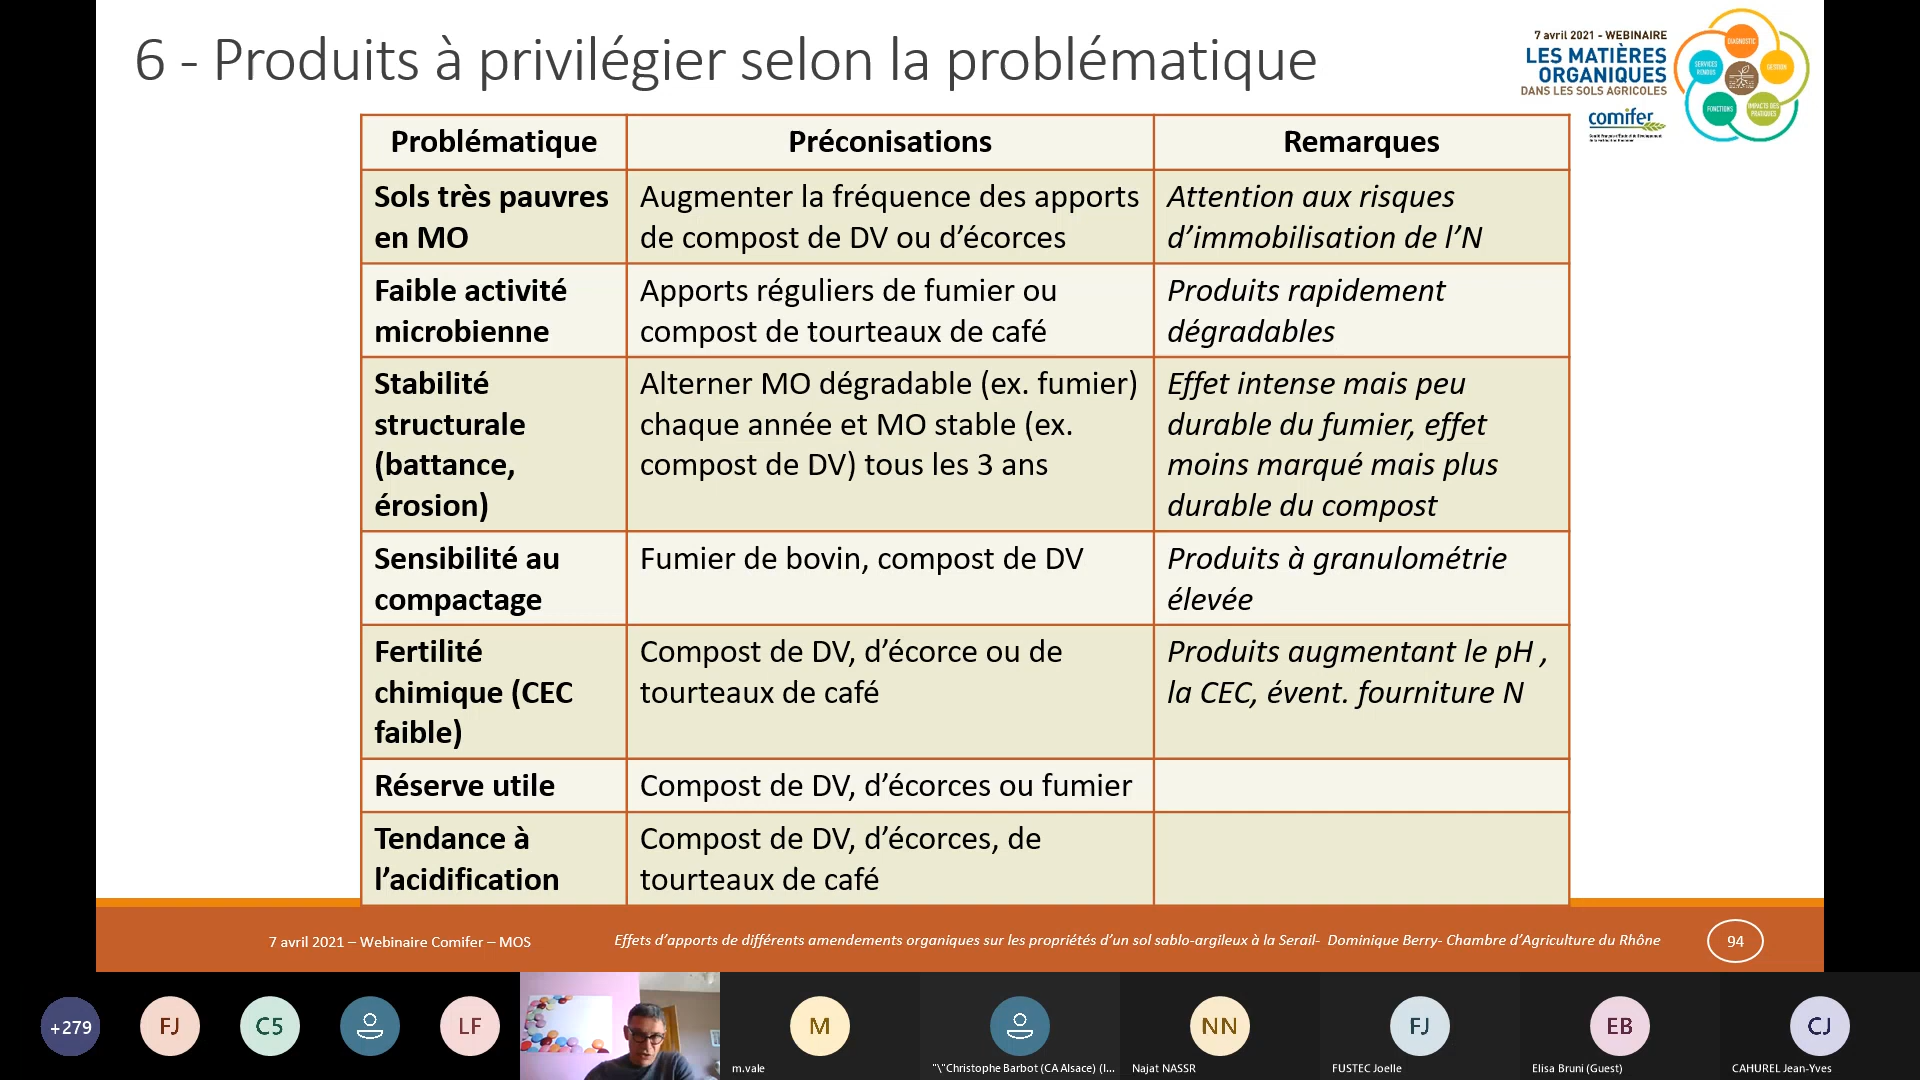 6 - Produits à privilégier selon la problématique
7 avril 2021 - WEBINAIRE
LES MATIÈRES
ORGANIQUES
DANS LES SOLS AGRICOLES
comifer
DIAGNOSTIC
SERVICES
RENDUS
GESTION
FONCTIONS
IMPACTS DES
PRATIQUES
Problématique
Préconisations
Remarques
Sols très pauvres
en MO
Augmenter la fréquence des apports
de compost de DV ou d’écorces
Attention aux risques
d’immobilisation de l’N
Faible activité
microbienne
Apports réguliers de fumier ou
compost de tourteaux de café
Produits rapidement
dégradables
Stabilité
structurale
(battance,
érosion)
Alterner MO dégradable (ex. fumier)
chaque année et MO stable (ex.
compost de DV) tous les 3 ans
Effet intense mais peu
durable du fumier, effet
moins marqué mais plus
durable du compost
Sensibilité au
compactage
Fumier de bovin, compost de DV
Produits à granulométrie
élevée
Fertilité
chimique (CEC
faible)
Compost de DV, d’écorce ou de
tourteaux de café
Produits augmentant le pH ,
la CEC, évent. fourniture N
Réserve utile
Compost de DV, d’écorces ou fumier
Tendance à
l’acidification
Compost de DV, d’écorces, de
tourteaux de café
7 avril 2021 – Webinaire Comifer – MOS
Effets d’apports de différents amendements organiques sur les propriétés d’un sol sablo-argileux à la Serail- Dominique Berry- Chambre d’Agriculture du Rhône
94
+279
FJ
C5
LF
M
NN
FJ
EB
CJ
m.vale
"\"Christophe Barbot (CA Alsace) (I...
Najat NASSR
FUSTEC Joelle
Elisa Bruni (Guest)
CAHUREL Jean-Yves